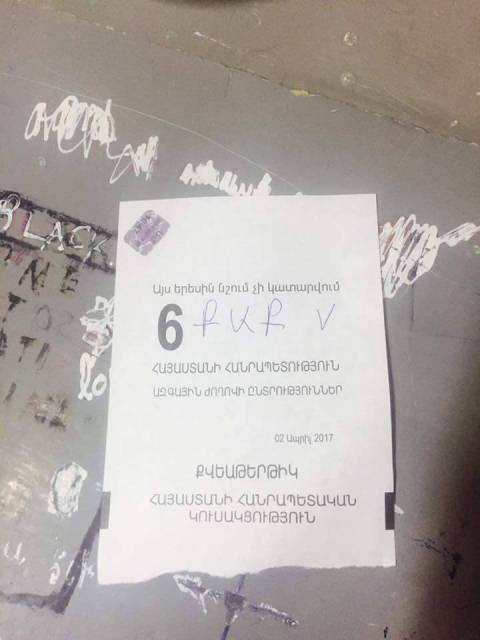 Այս երեսին նշում չի կատարվում
6 ՔԱՔ V
ՀԱՅԱՍՏԱՆԻ ՀԱՆՐԱՊԵՏՈՒԹՅՈՒՆ
ԱԶԳԱՅԻՆ ԺՈՂՈՎԻ ԸՆՏՐՈՒԹՅՈՒՆՆԵՐ
02 Ապրիլ 2017
ՔՎԵԱԹԵՐԹԻԿ
ՀԱՅԱՍՏԱՆԻ ՀԱՆՐԱՊԵՏԱԿԱՆ
ԿՈՒՍԱԿՑՈՒԹՅՈՒՆ
BLACK